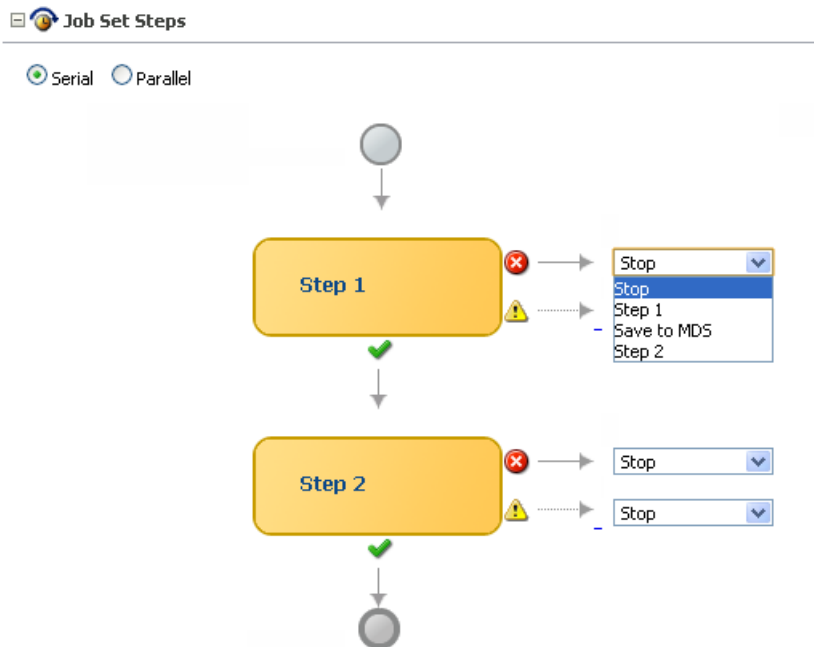 Job Set Steps
Serial Parallel
Step 1
Stop
Stop
Step 1
Save to MDS
Step 2
Step 2
Stop
Stop